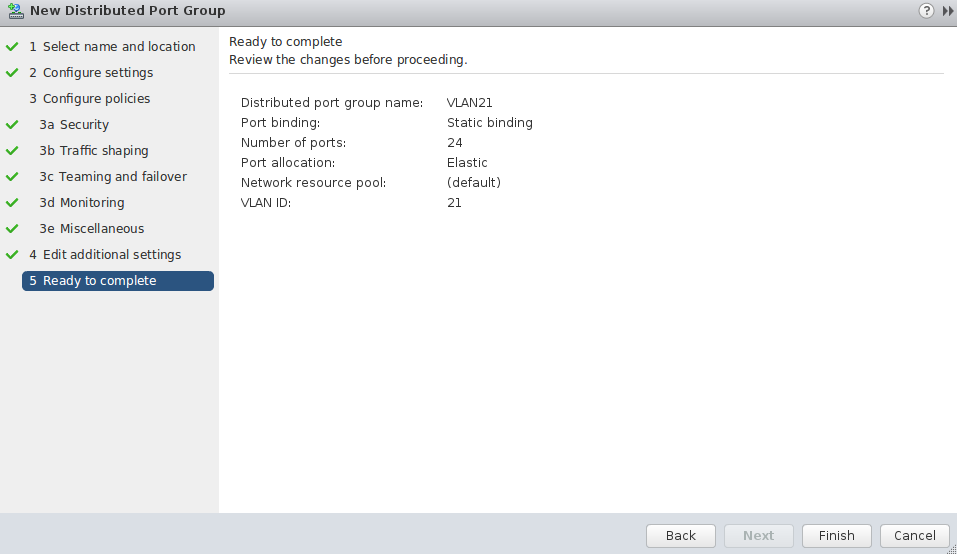 New Distributed Port Group
?
1 Select name and location
2 Configure settings
3 Configure policies
3a Security
3b Traffic shaping
3c Teaming and failover
3d Monitoring
3e Miscellaneous
4 Edit additional settings
5 Ready to complete
Ready to complete
Review the changes before proceeding.
Distributed port group name: VLAN21
Port binding: Static binding
Number of ports: 24
Port allocation: Elastic
Network resource pool: (default)
VLAN ID: 21
Back Next Finish Cancel